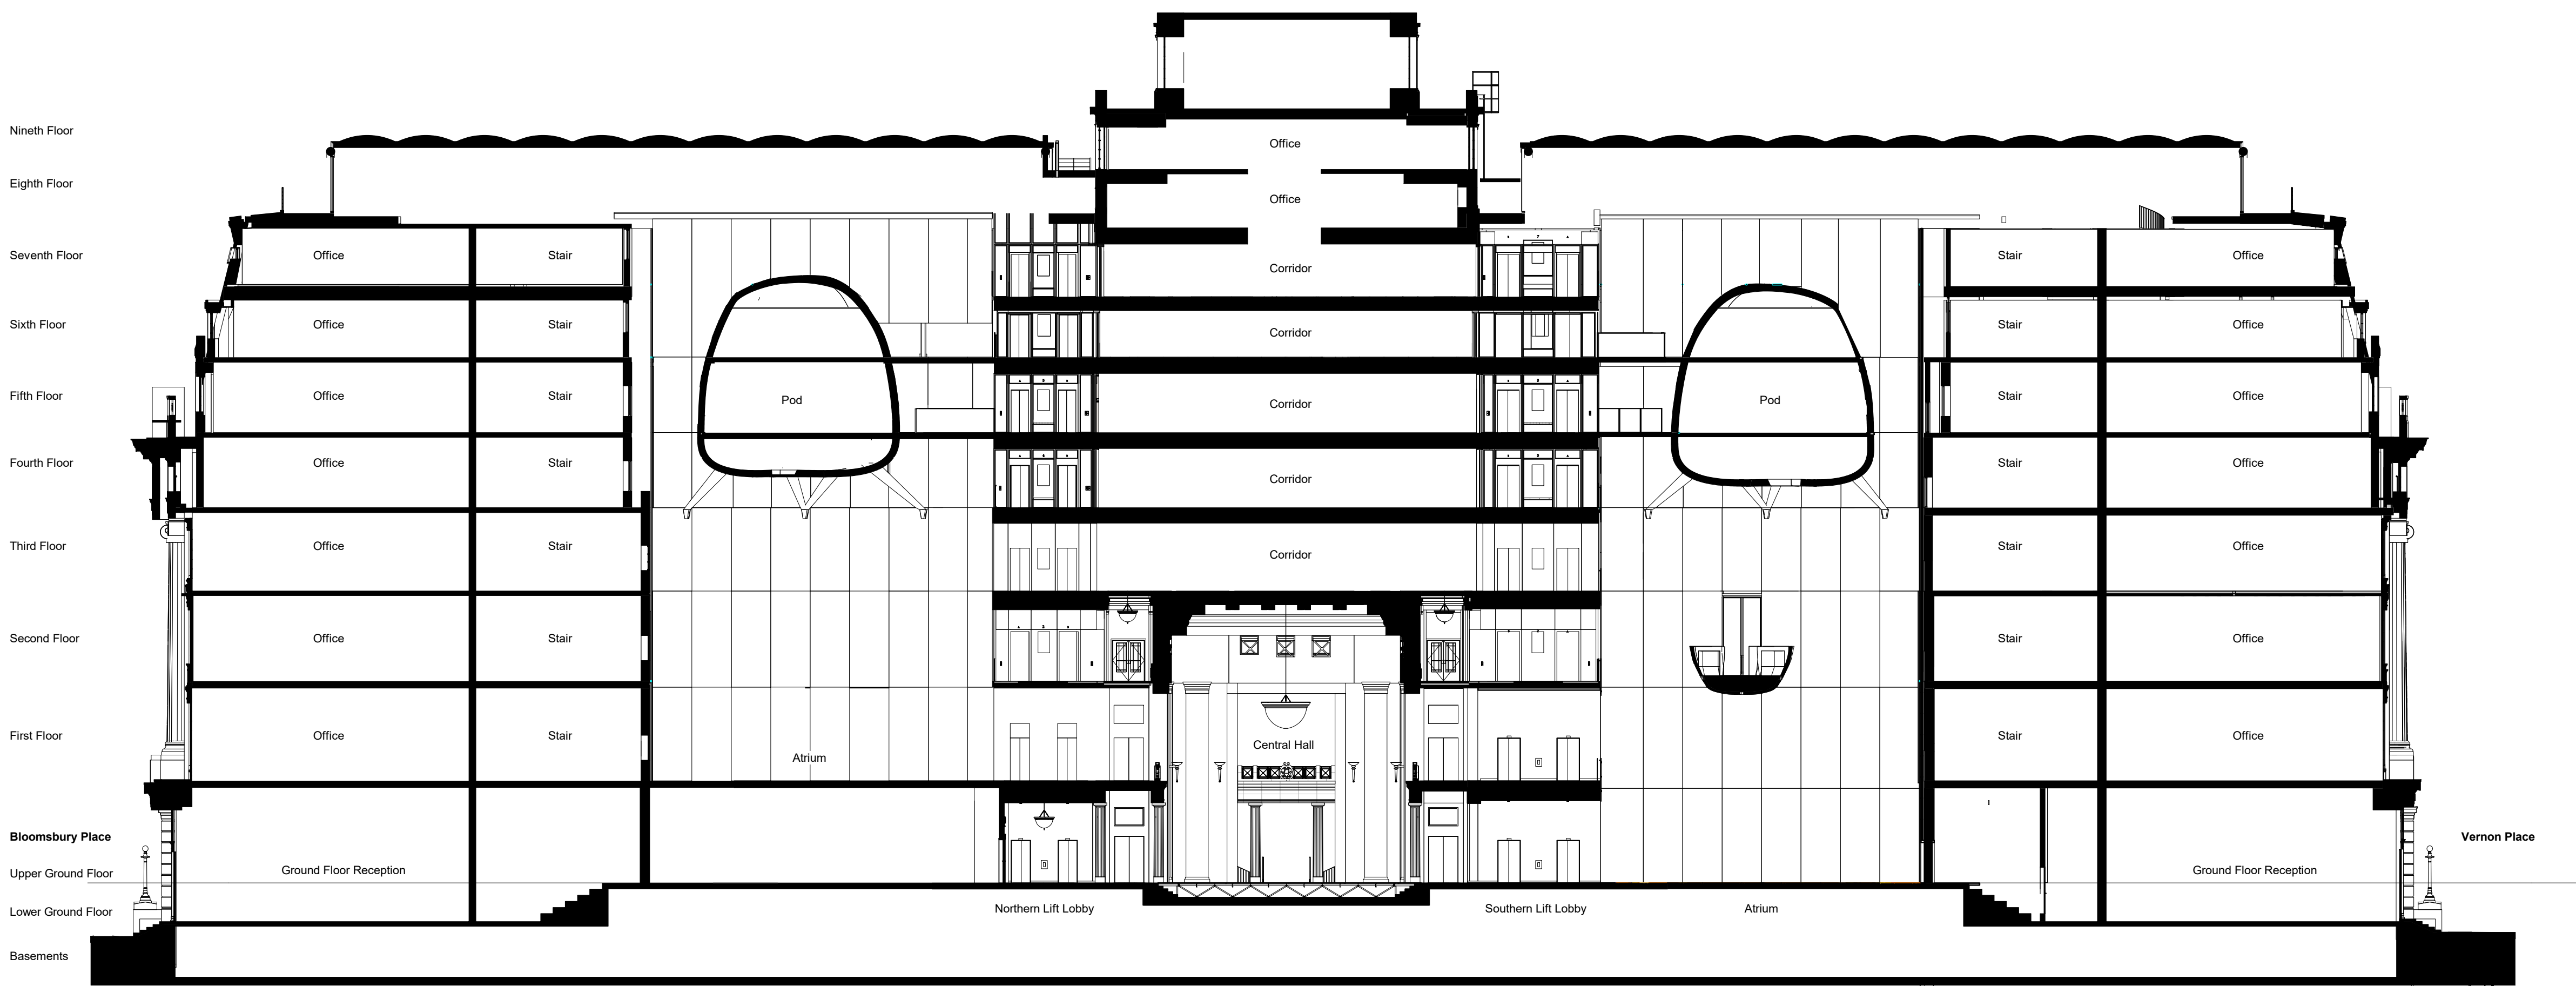 Nineth Floor
Office
Eighth Floor
Office
Seventh Floor
Office
Stair
Corridor
Stair
Office
Sixth Floor
Office
Stair
Corridor
Stair
Office
Fifth Floor
Office
Stair
Pod
Corridor
Pod
Stair
Office
Fourth Floor
Office
Stair
Corridor
Stair
Office
Third Floor
Office
Stair
Corridor
Stair
Office
Second Floor
Office
Stair
Stair
Office
First Floor
Office
Stair
Atrium
Central Hall
Stair
Office
Bloomsbury Place
Vernon Place
Upper Ground Floor
Ground Floor Reception
Ground Floor Reception
Lower Ground Floor
Northern Lift Lobby
Southern Lift Lobby
Atrium
Basements